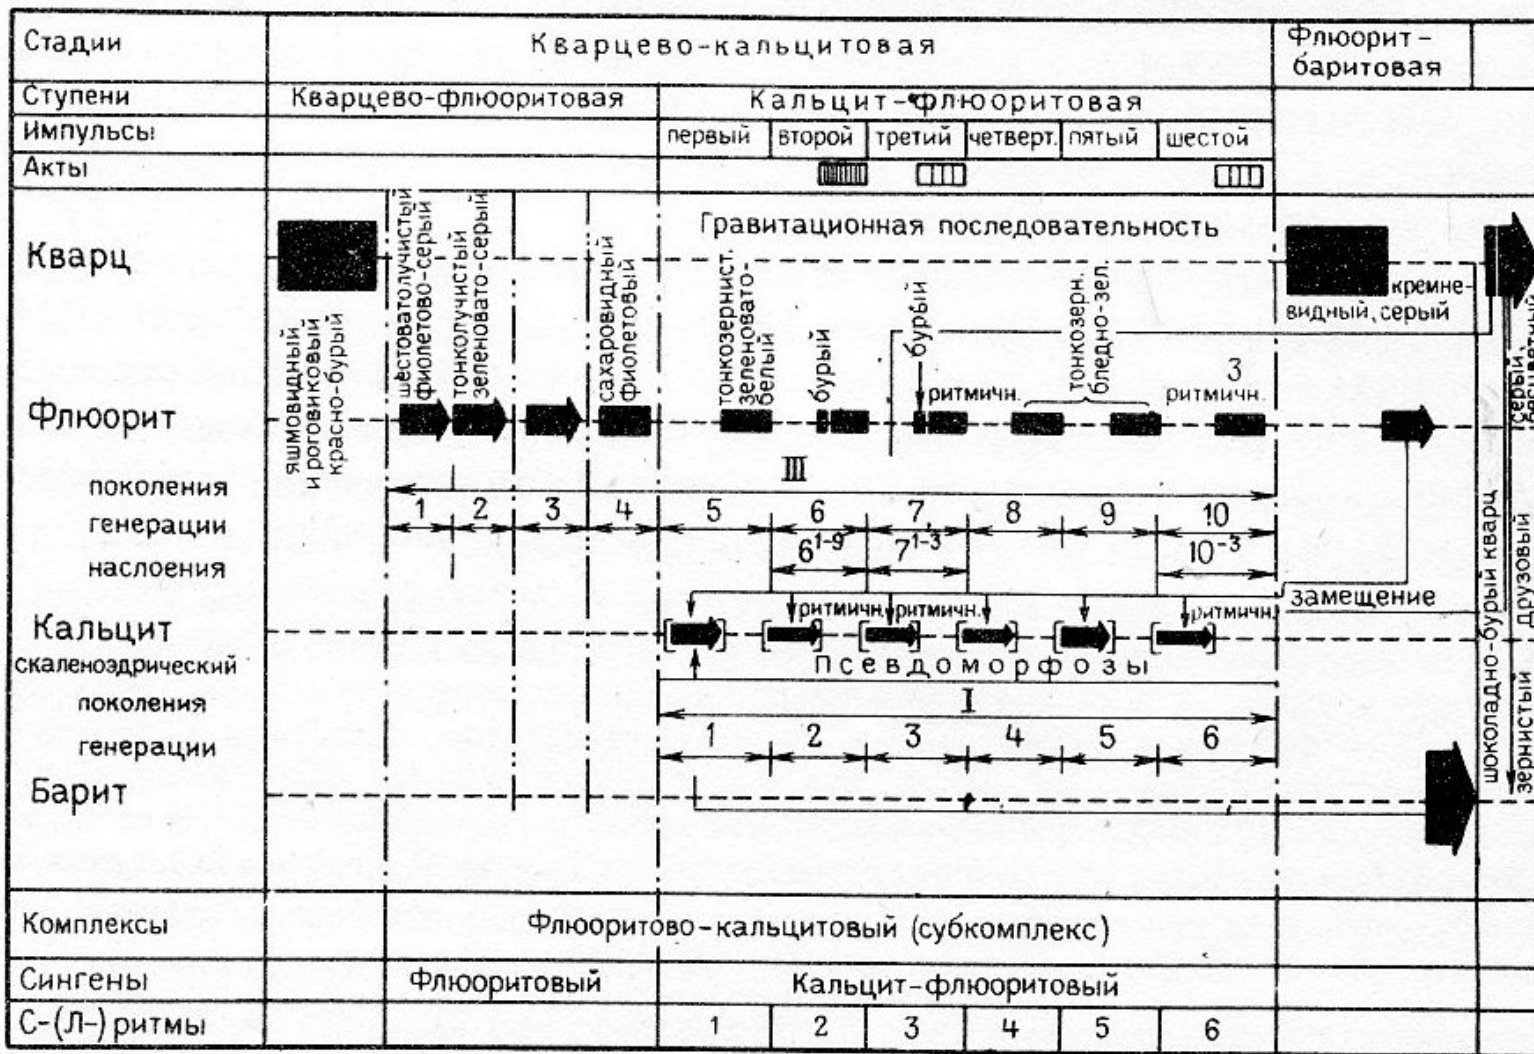 Стадии
Кварцево-кальцитовая
Флюорит-
баритовая
Ступени
Кварцево-флюоритовая
Кальцит-флюоритовая
Импульсы
первый
второй
третий
четверт.
пятый
шестой
Акты
Гравитационная последовательность
Кварц
яшмовидный
и роговиковый
красно-бурый
шестоватолучистый
фиолетово-серый
тонколучистый
зеленовато-серый
сахаровидный
фиолетовый
тонкозернист.
зеленовато-
белый
бурый
бурый
ритмичн.
тонкозерн.
бледно-зел.
3
ритмичн.
кремне-
видный, серый
Флюорит
III
поколения
генерации
1 2 3 4 5 6 7, 8 9 10
наслоения
6¹⁻⁹ 7¹⁻³ 10⁻³
замещение
Кальцит
ритмичн.
ритмичн.
ритмичн.
скаленоэдрический
Псевдоморфозы
поколения
I
генерации
1 2 3 4 5 6
Барит
шоколадно-бурый кварц
серый,
зернистый
друзовый
Комплексы
Флюоритово-кальцитовый (субкомплекс)
Сингены
Флюоритовый
Кальцит-флюоритовый
С-(Л-) ритмы
1 2 3 4 5 6